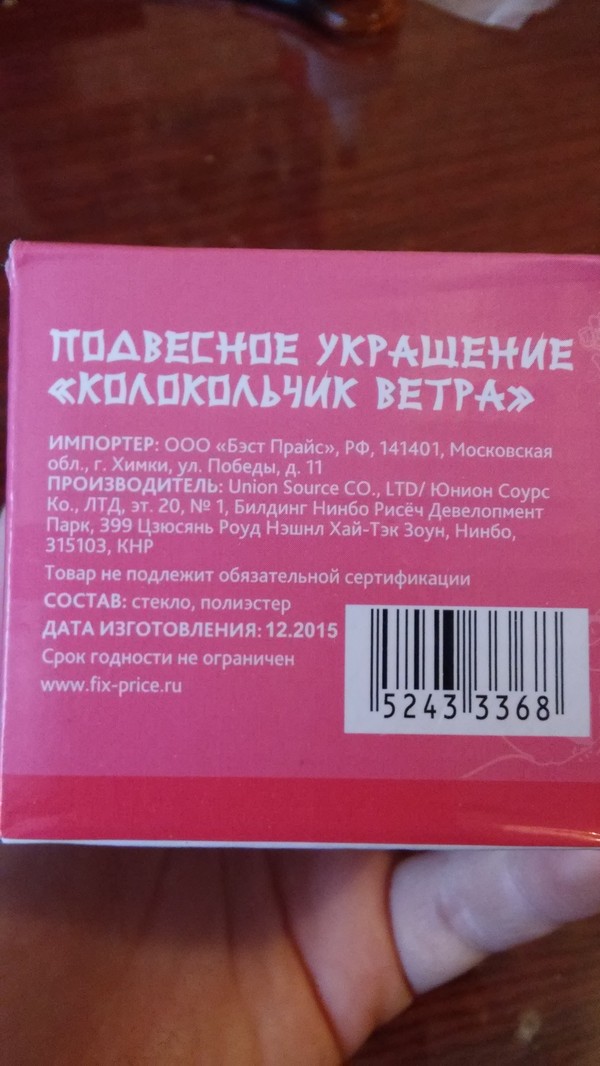 ПОДВЕСНОЕ УКРАШЕНИЕ
«КОЛОКОЛЬЧИК ВЕТРА»
ИМПОРТЕР: ООО «Бэст Прайс», РФ, 141401, Московская
обл., г. Химки, ул. Победы, д. 11
ПРОИЗВОДИТЕЛЬ: Union Source CO., LTD/ Юнион Соурс
Ко., ЛТД, эт. 20, № 1, Билдинг Нинбо Рисёч Девелопмент
Парк, 399 Цзюсянь Роуд Нэшнл Хай-Тэк Зоун, Нинбо,
315103, КНР
Товар не подлежит обязательной сертификации
СОСТАВ: стекло, полиэстер
ДАТА ИЗГОТОВЛЕНИЯ: 12.2015
Срок годности не ограничен
www.fix-price.ru
5243 3368